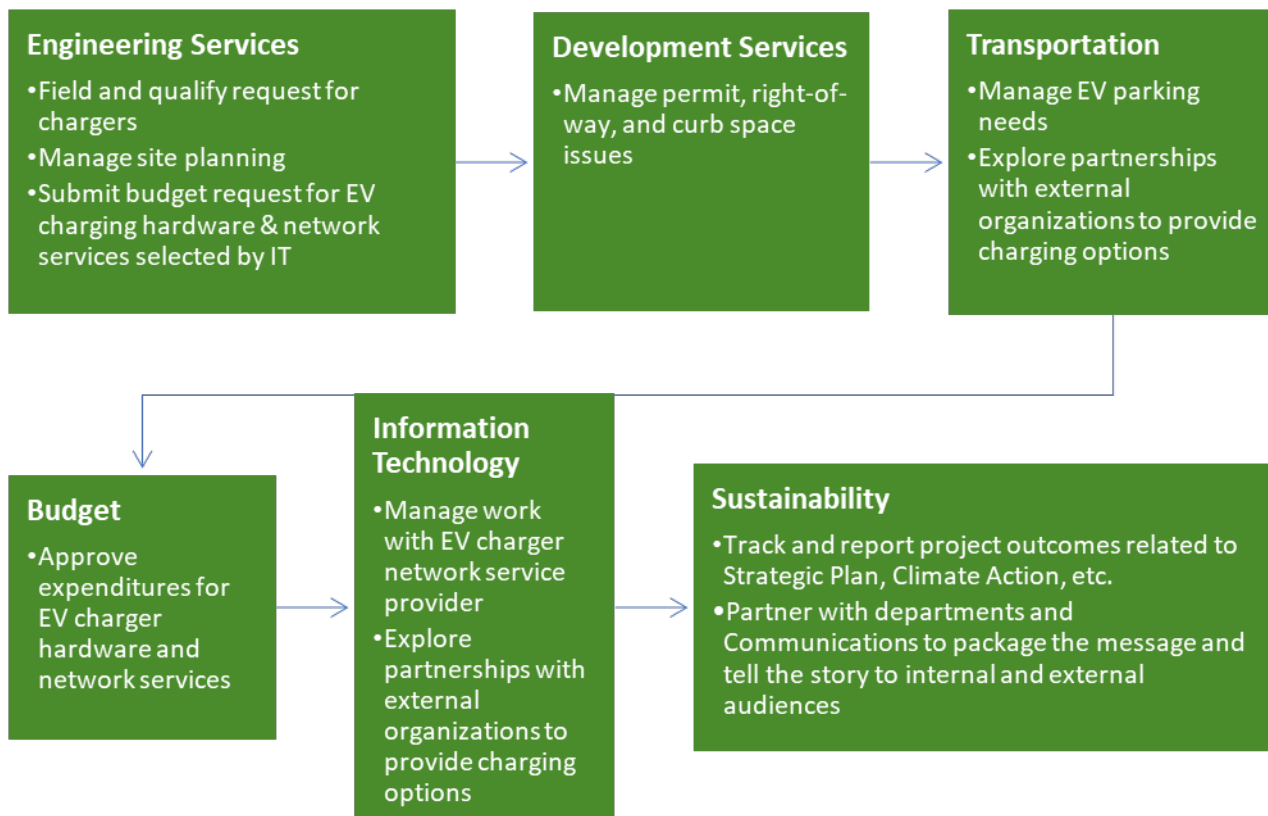 Engineering Services
•Field and qualify request for
chargers
•Manage site planning
•Submit budget request for EV
charging hardware & network
services selected by IT
Development Services
•Manage permit, right-of-
way, and curb space
issues
Transportation
•Manage EV parking
needs
•Explore partnerships
with external
organizations to provide
charging options
Budget
•Approve
expenditures for
EV charger
hardware and
network services
Information
Technology
•Manage work
with EV charger
network service
provider
•Explore
partnerships with
external
organizations to
provide charging
options
Sustainability
•Track and report project outcomes related to
Strategic Plan, Climate Action, etc.
•Partner with departments and
Communications to package the message and
tell the story to internal and external
audiences